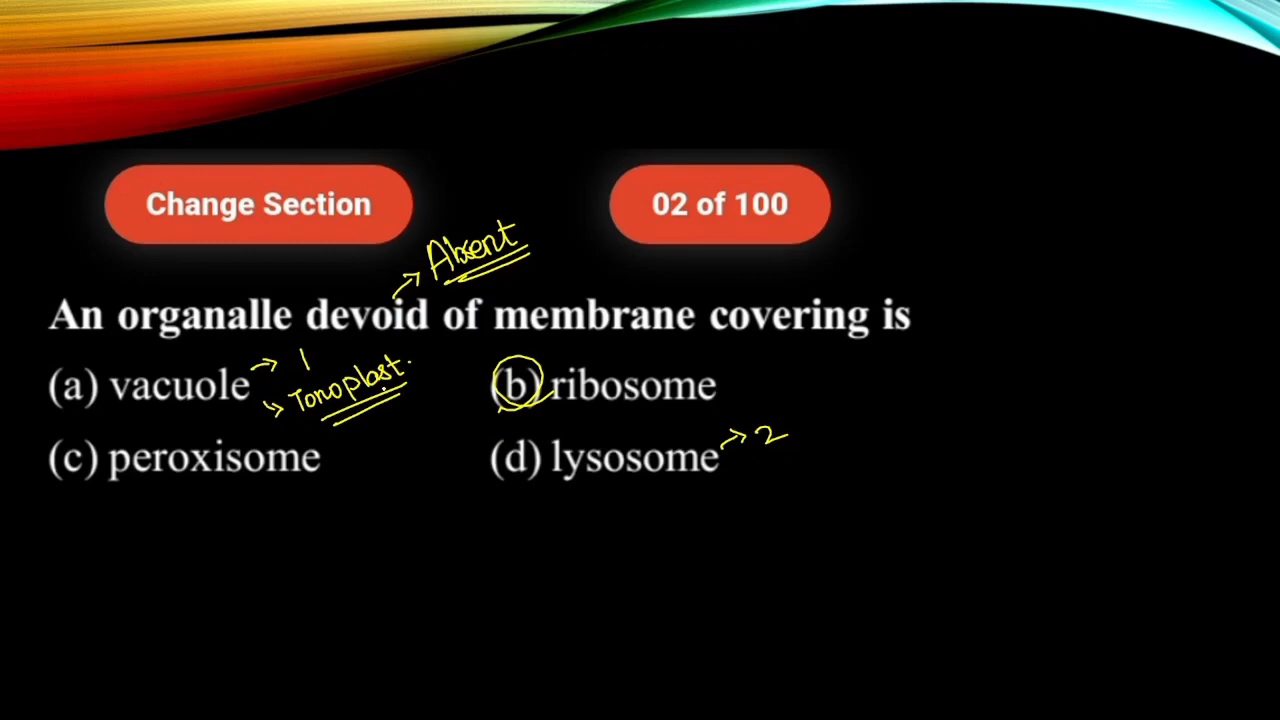 Change Section 02 of 100
→ Absent
An organalle devoid of membrane covering is
(a) vacuole → 1 (b) ribosome
↳ Tonoplast.
(c) peroxisome (d) lysosome → 2